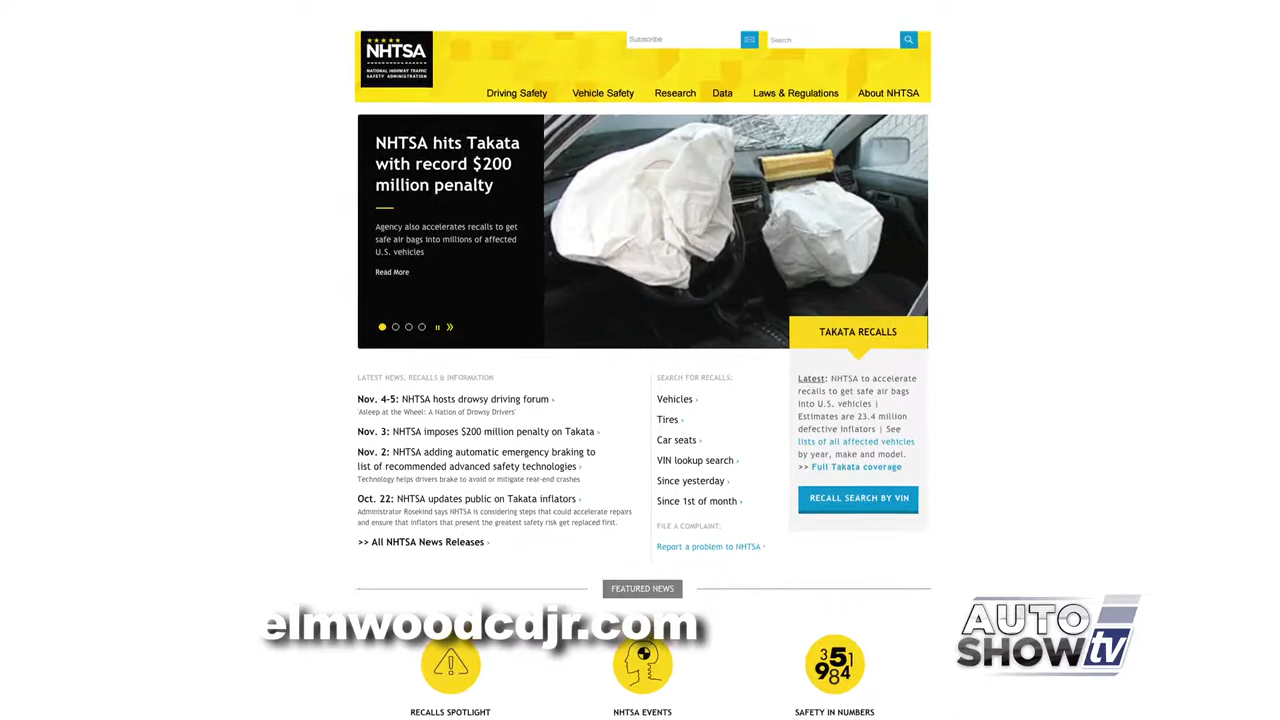 NHTSA
NATIONAL HIGHWAY TRAFFIC
SAFETY ADMINISTRATION
Subscribe
Search
Driving Safety
Vehicle Safety
Research
Data
Laws & Regulations
About NHTSA
NHTSA hits Takata
with record $200
million penalty
Agency also accelerates recalls to get
safe air bags into millions of affected
U.S. vehicles
Read More
TAKATA RECALLS
Latest: NHTSA to accelerate
recalls to get safe air bags
into U.S. vehicles |
Estimates are 23.4 million
defective inflators | See
lists of all affected vehicles
by year, make and model.
>> Full Takata coverage
RECALL SEARCH BY VIN
LATEST NEWS, RECALLS & INFORMATION
Nov. 4-5: NHTSA hosts drowsy driving forum >
'Asleep at the Wheel: A Nation of Drowsy Drivers'
Nov. 3: NHTSA imposes $200 million penalty on Takata >
Nov. 2: NHTSA adding automatic emergency braking to
list of recommended advanced safety technologies >
Technology helps drivers brake to avoid or mitigate rear-end crashes
Oct. 22: NHTSA updates public on Takata inflators >
Administrator Rosekind says NHTSA is considering steps that could accelerate repairs
and ensure that inflators that present the greatest safety risk get replaced first.
>> All NHTSA News Releases >
SEARCH FOR RECALLS:
Vehicles >
Tires >
Car seats >
VIN lookup search >
Since yesterday >
Since 1st of month >
FILE A COMPLAINT:
Report a problem to NHTSA >
FEATURED NEWS
elmwoodcdjr.com
AUTO
SHOW tv
351
984
RECALLS SPOTLIGHT
NHTSA EVENTS
SAFETY IN NUMBERS